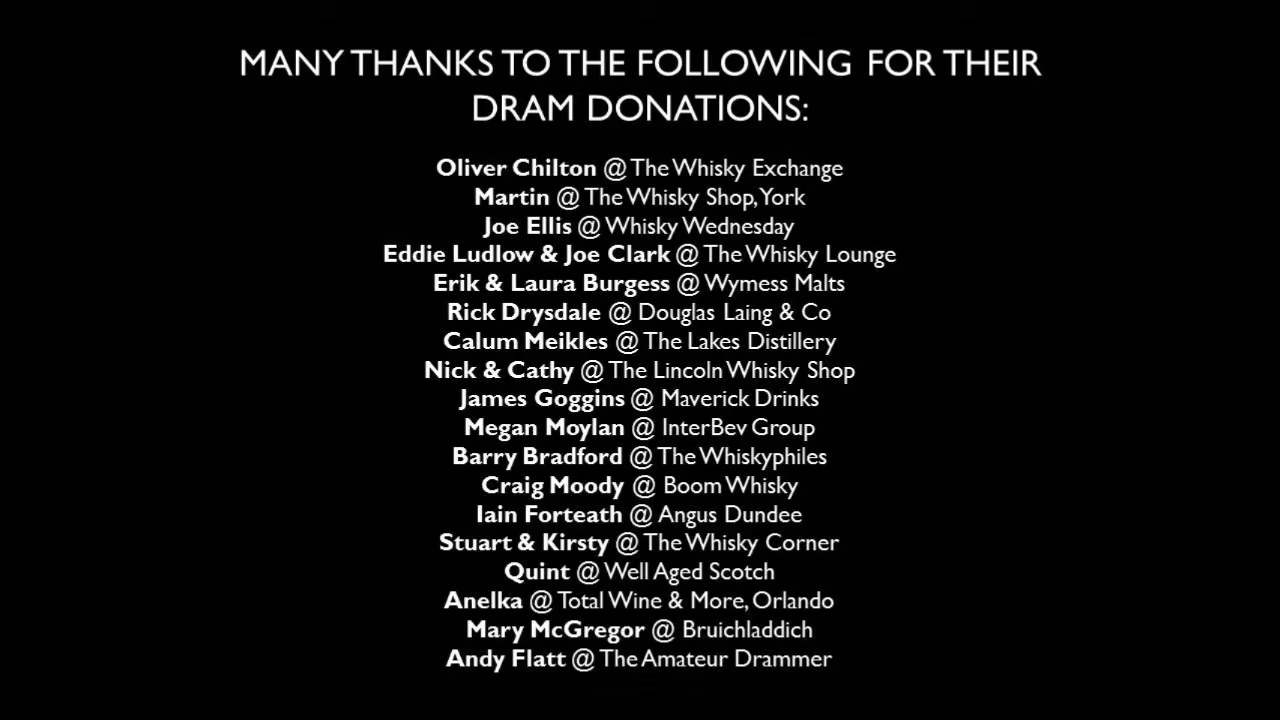 MANY THANKS TO THE FOLLOWING FOR THEIR
DRAM DONATIONS:
Oliver Chilton @ The Whisky Exchange
Martin @ The Whisky Shop, York
Joe Ellis @ Whisky Wednesday
Eddie Ludlow & Joe Clark @ The Whisky Lounge
Erik & Laura Burgess @ Wymess Malts
Rick Drysdale @ Douglas Laing & Co
Calum Meikles @ The Lakes Distillery
Nick & Cathy @ The Lincoln Whisky Shop
James Goggins @ Maverick Drinks
Megan Moylan @ InterBev Group
Barry Bradford @ The Whiskyphiles
Craig Moody @ Boom Whisky
Iain Forteath @ Angus Dundee
Stuart & Kirsty @ The Whisky Corner
Quint @ Well Aged Scotch
Anelka @ Total Wine & More, Orlando
Mary McGregor @ Bruichladdich
Andy Flatt @ The Amateur Drammer